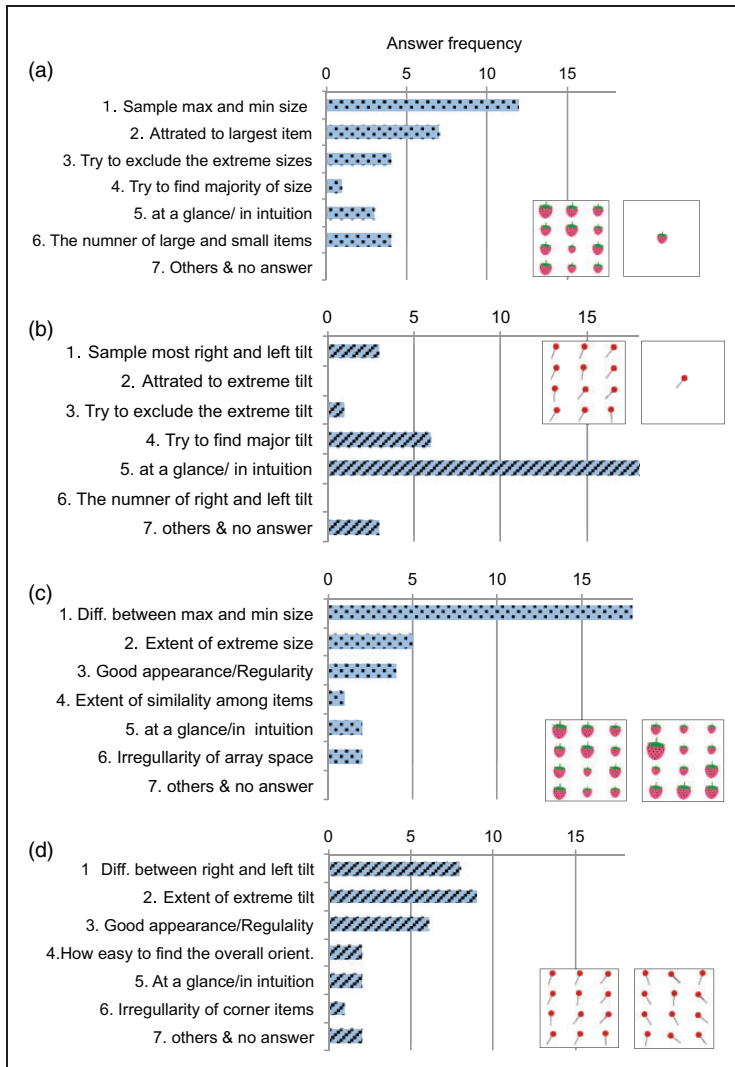 Answer frequency
(a)
0 5 10 15
1. Sample max and min size
2. Attrated to largest item
3. Try to exclude the extreme sizes
4. Try to find majority of size
5. at a glance/ in intuition
6. The numner of large and small items
7. Others & no answer
(b)
0 5 10 15
1. Sample most right and left tilt
2. Attrated to extreme tilt
3. Try to exclude the extreme tilt
4. Try to find major tilt
5. at a glance/ in intuition
6. The numner of right and left tilt
7. others & no answer
(c)
0 5 10 15
1. Diff. between max and min size
2. Extent of extreme size
3. Good appearance/Regularity
4. Extent of similality among items
5. at a glance/in intuition
6. Irregullarity of array space
7. others & no answer
(d)
0 5 10 15
1 Diff. between right and left tilt
2. Extent of extreme tilt
3. Good appearance/Regulality
4.How easy to find the overall orient.
5. At a glance/in intuition
6. Irregullarity of corner items
7. others & no answer